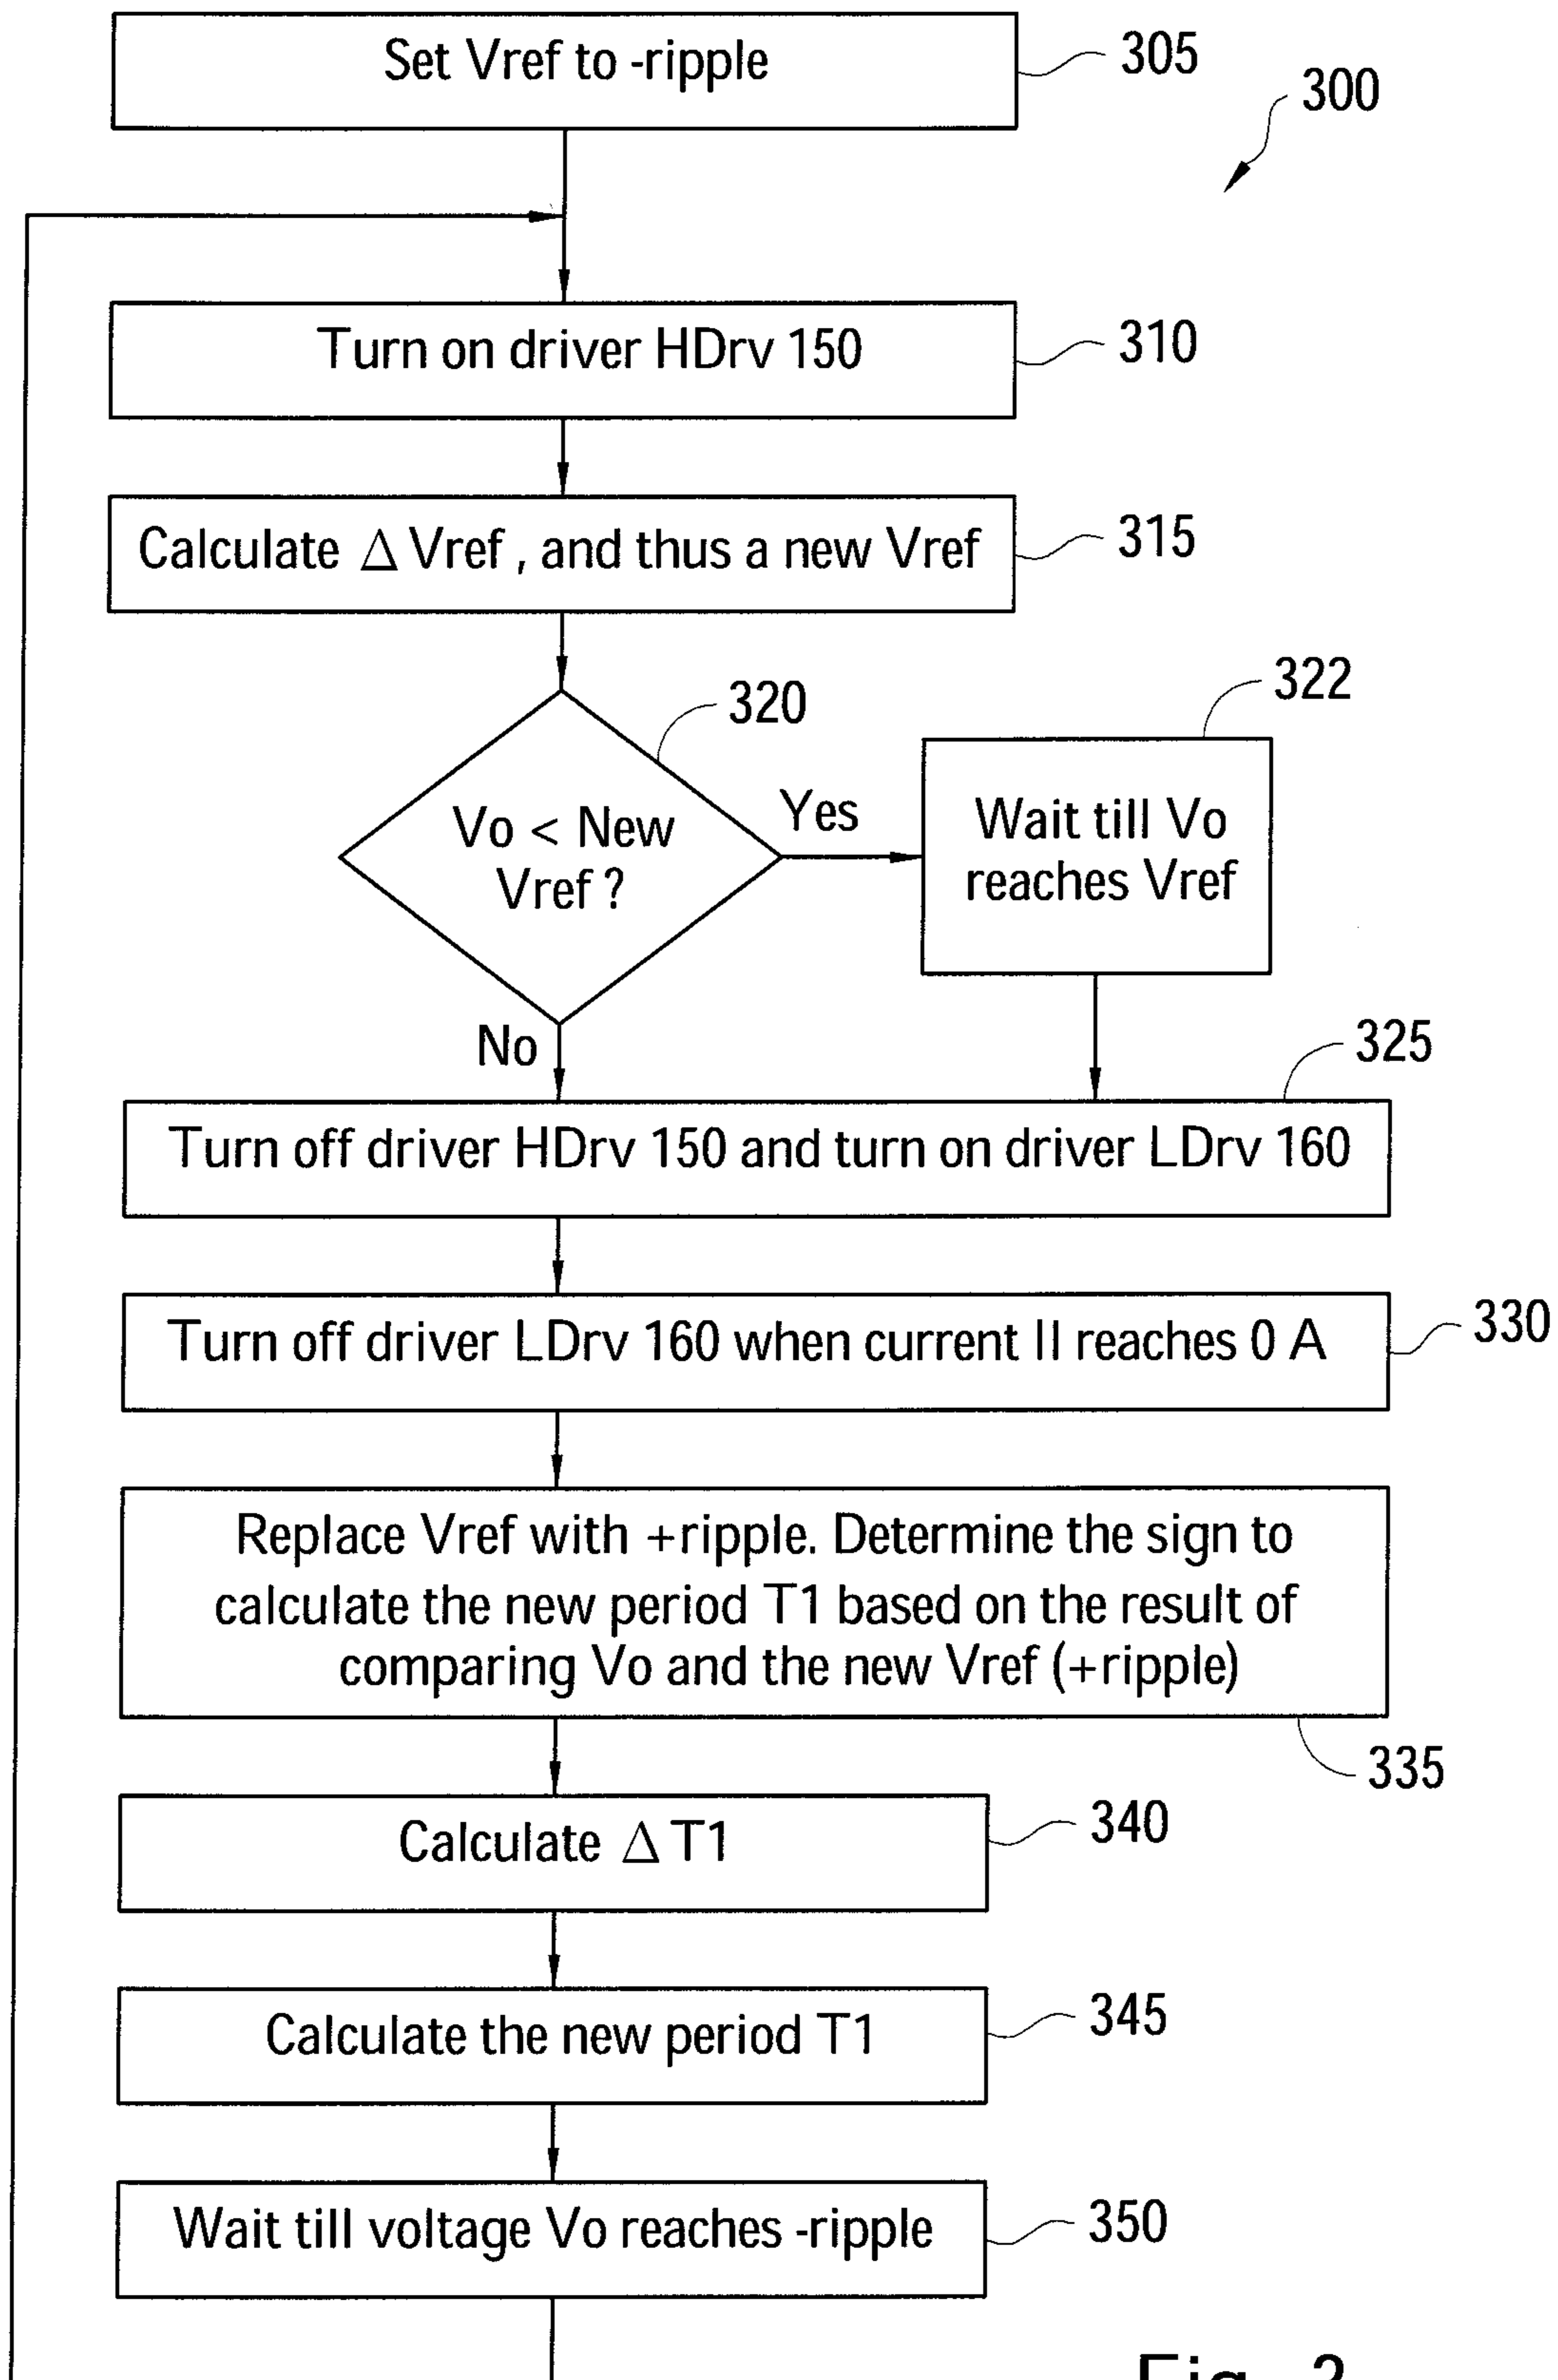 Set Vref to -ripple
305
300
Turn on driver HDrv 150
310
Calculate Δ Vref , and thus a new Vref
315
320
322
Vo < New
Vref ?
Yes
Wait till Vo
reaches Vref
No
325
Turn off driver HDrv 150 and turn on driver LDrv 160
Turn off driver LDrv 160 when current Il reaches 0 A
330
Replace Vref with +ripple. Determine the sign to
calculate the new period T1 based on the result of
comparing Vo and the new Vref (+ripple)
335
Calculate Δ T1
340
Calculate the new period T1
345
Wait till voltage Vo reaches -ripple
350
Fig.